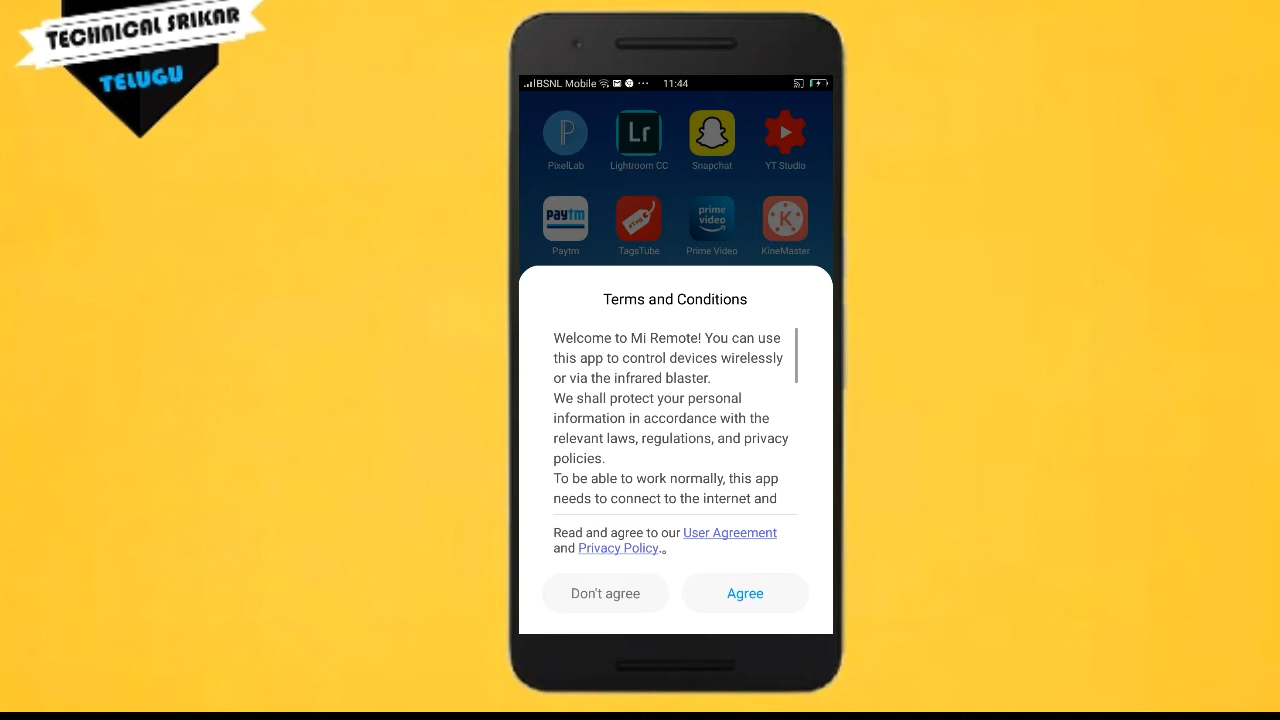 TECHNICAL SRIKAR
TELUGU
BSNL Mobile ··· 11:44
PixelLab Lightroom CC Snapchat YT Studio
Lr
paytm prime video K
Paytm TagsTube Prime Video KineMaster
Terms and Conditions
Welcome to Mi Remote! You can use
this app to control devices wirelessly
or via the infrared blaster.
We shall protect your personal
information in accordance with the
relevant laws, regulations, and privacy
policies.
To be able to work normally, this app
needs to connect to the internet and
Read and agree to our User Agreement
and Privacy Policy.。
Don't agree Agree